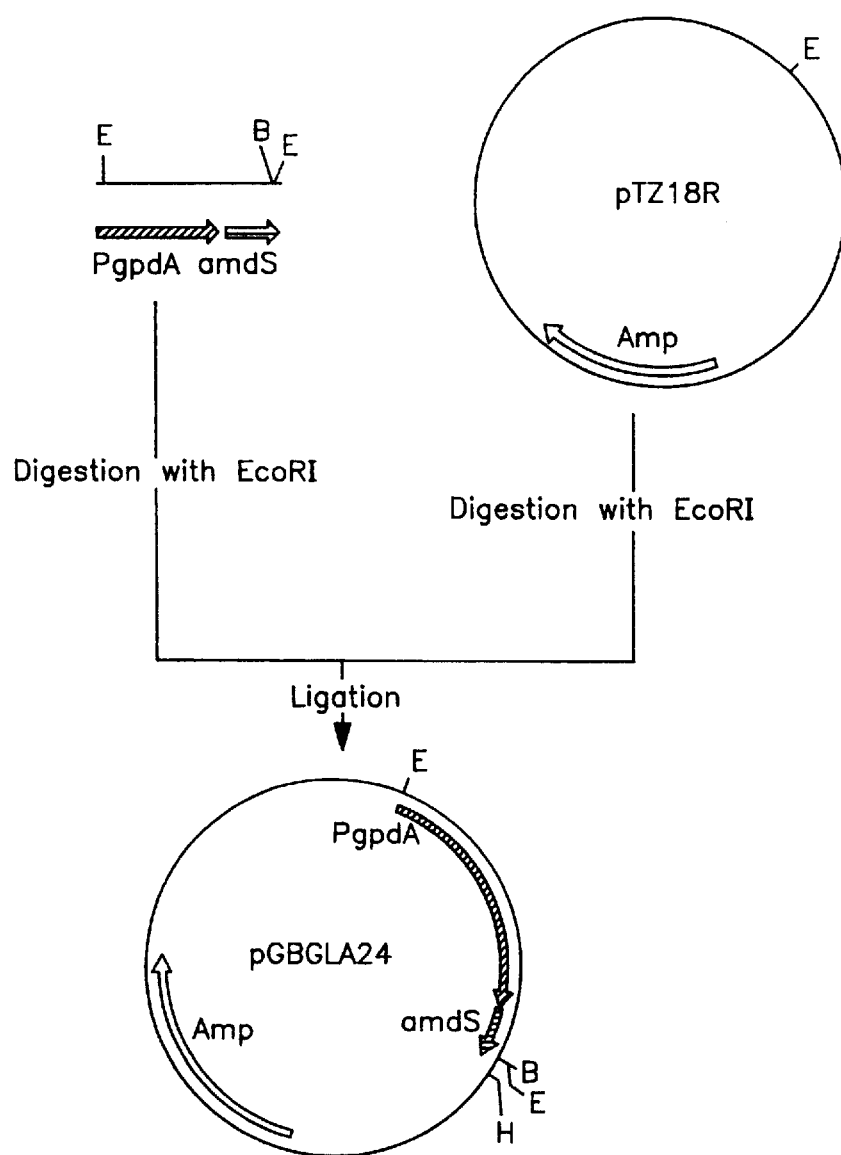 E
B
E
PgpdA amdS
E
pTZ18R
Amp
Digestion with EcoRI
Digestion with EcoRI
Ligation
E
PgpdA
pGBGLA24
amdS
Amp
B
E
H